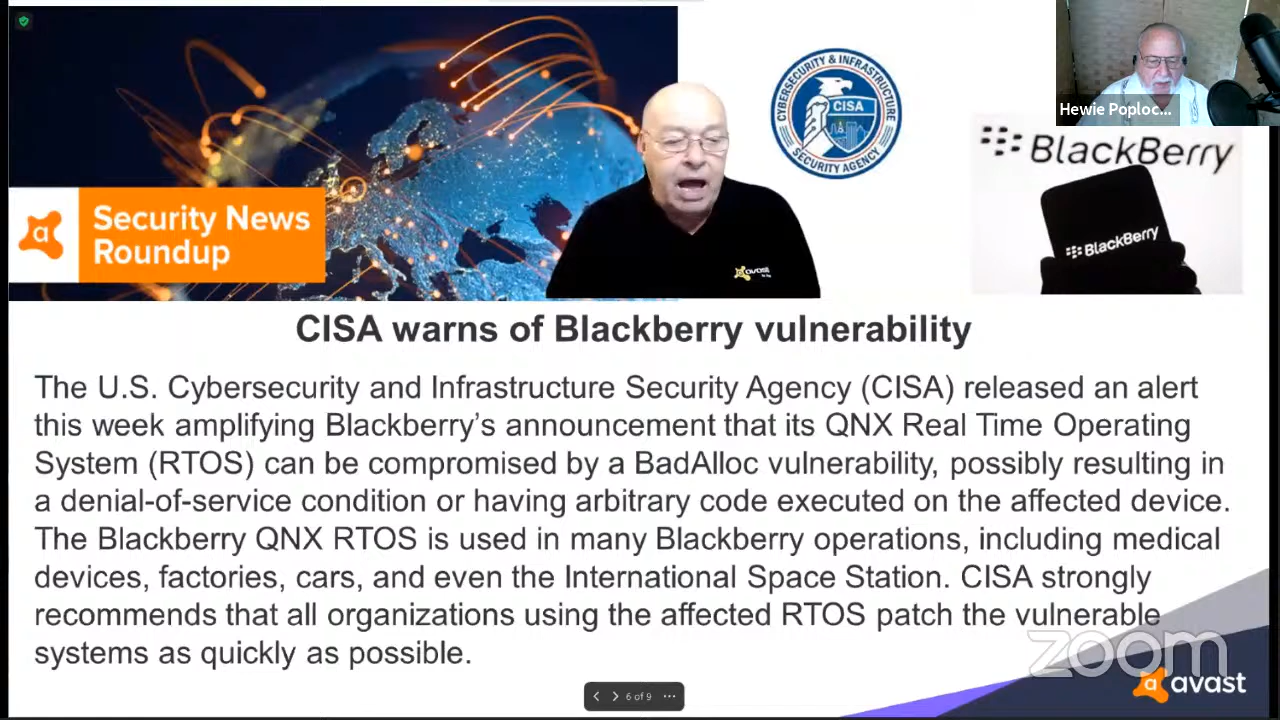 CYBERSECURITY & INFRASTRUCTURE
CISA
SECURITY AGENCY
Hewie Poploc...
BlackBerry
BlackBerry
a
Security News
Roundup
avast
CISA warns of Blackberry vulnerability
The U.S. Cybersecurity and Infrastructure Security Agency (CISA) released an alert
this week amplifying Blackberry’s announcement that its QNX Real Time Operating
System (RTOS) can be compromised by a BadAlloc vulnerability, possibly resulting in
a denial-of-service condition or having arbitrary code executed on the affected device.
The Blackberry QNX RTOS is used in many Blackberry operations, including medical
devices, factories, cars, and even the International Space Station. CISA strongly
recommends that all organizations using the affected RTOS patch the vulnerable
systems as quickly as possible.
zoom
a avast
6 of 9